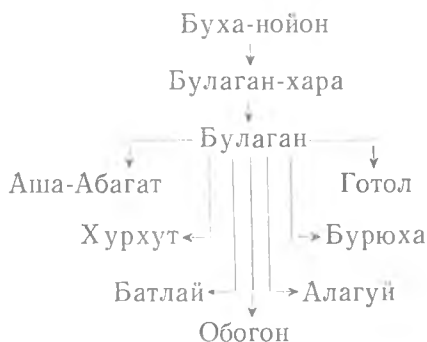 Буха-нойон
Булаган-хара
Булаган
Аша-Абагат Готол
Хурхут Бурюха
Батлай Алагуй
Обогон